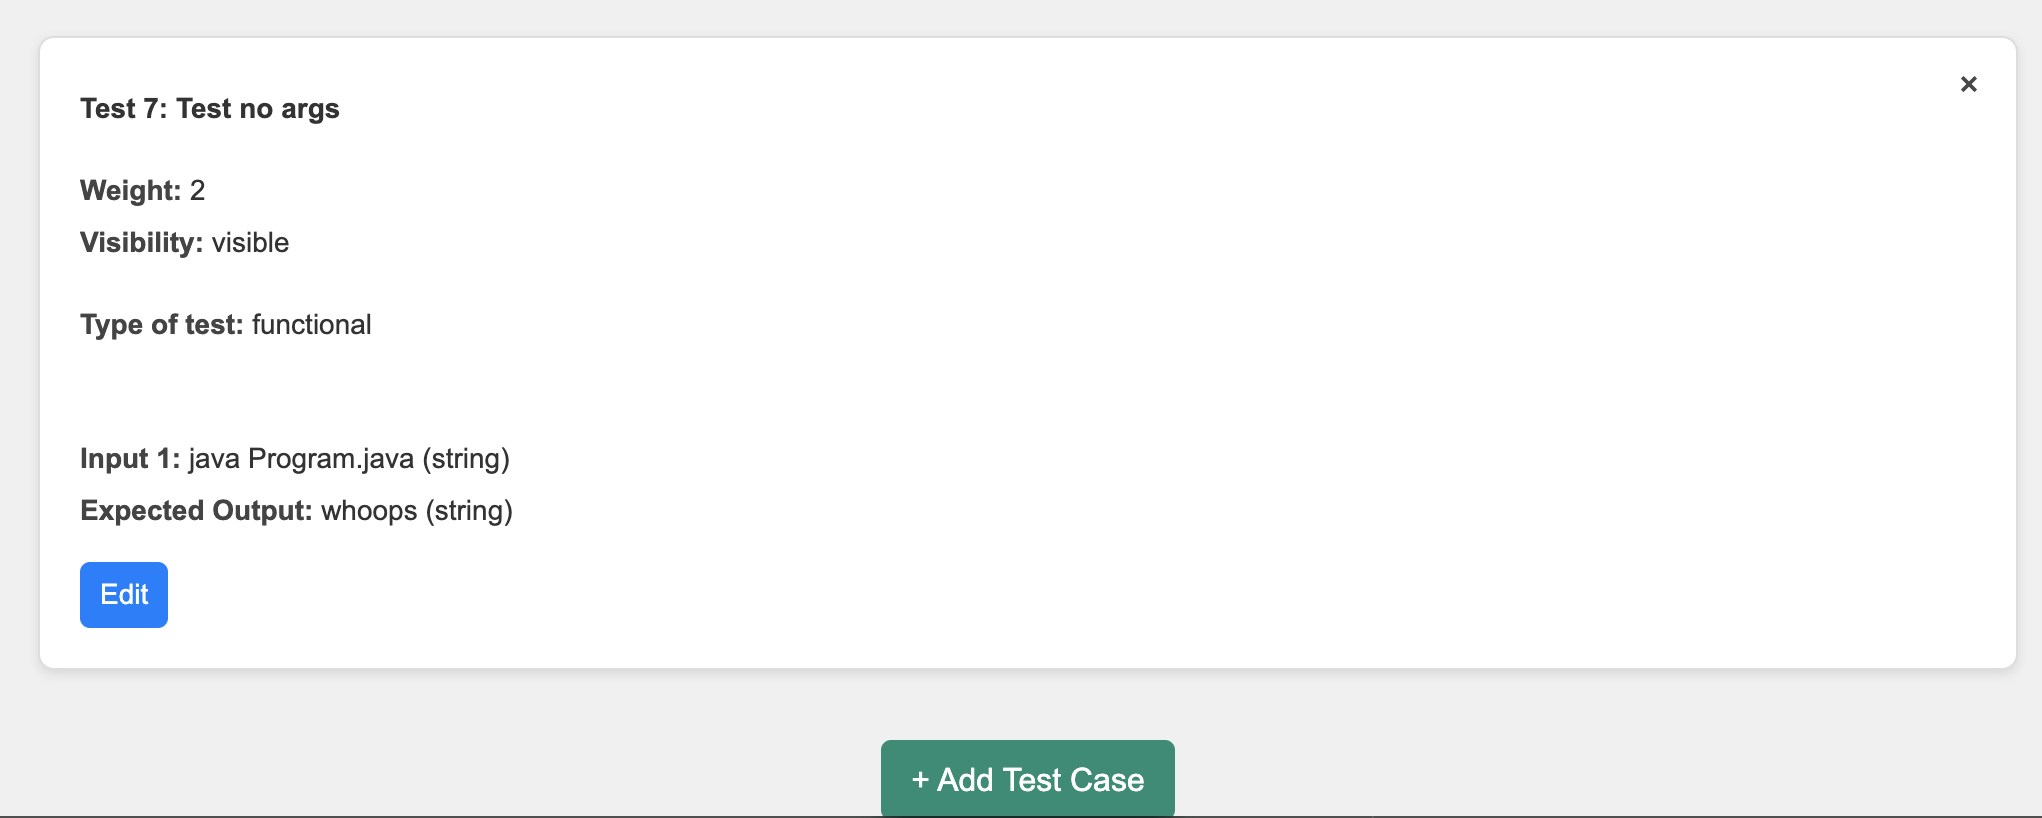 Test 7: Test no args
×
Weight: 2
Visibility: visible
Type of test: functional
Input 1: java Program.java (string)
Expected Output: whoops (string)
Edit
+ Add Test Case